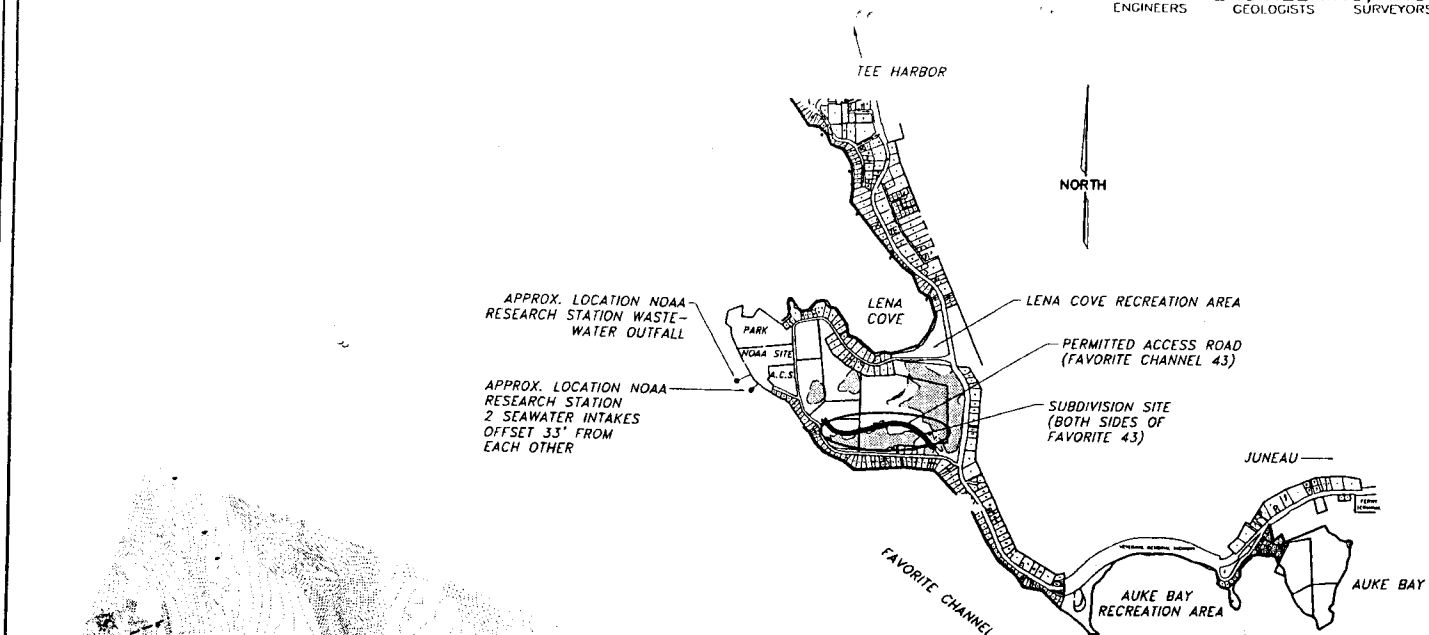 ENGINEERS GEOLOGISTS SURVEYORS
TEE HARBOR
NORTH
APPROX. LOCATION NOAA
RESEARCH STATION WASTE-
WATER OUTFALL
LENA
COVE
LENA COVE RECREATION AREA
PARK
NOAA SITE
A.C.S.
PERMITTED ACCESS ROAD
(FAVORITE CHANNEL 43)
APPROX. LOCATION NOAA
RESEARCH STATION
2 SEAWATER INTAKES
OFFSET 33' FROM
EACH OTHER
SUBDIVISION SITE
(BOTH SIDES OF
FAVORITE 43)
JUNEAU
FERRY
TERMINAL
FAVORITE CHANNEL
AUKE BAY
RECREATION AREA
AUKE BAY